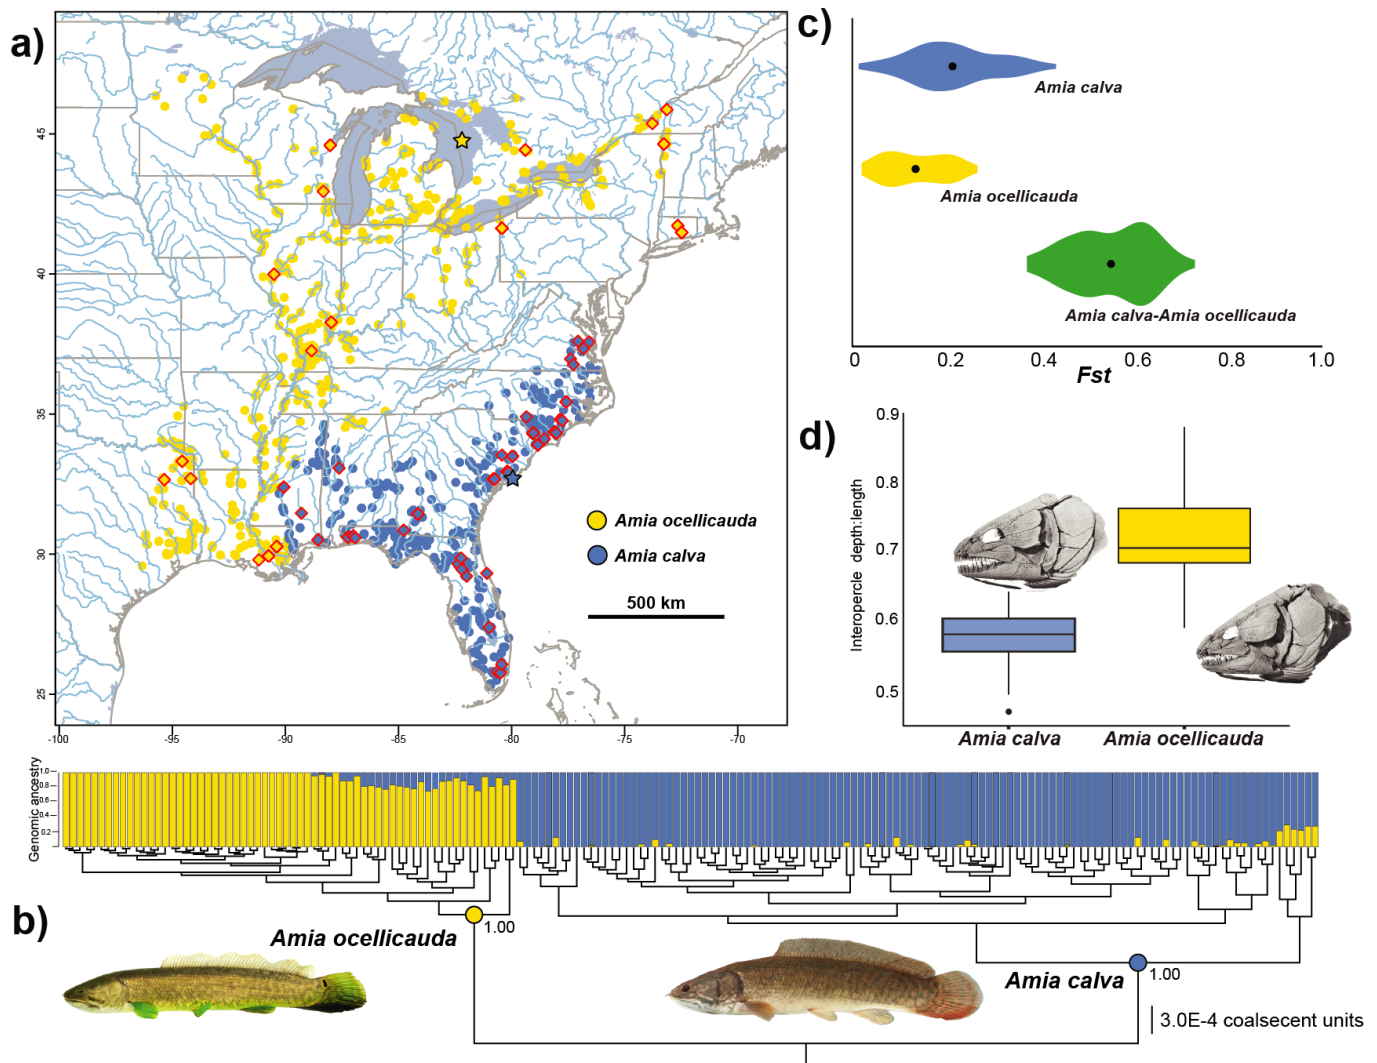 a)
45
40
35
30
25
-100
-95
-90
-85
-80
-75
-70
Amia ocellicauda
Amia calva
500 km
c)
Amia calva
Amia ocellicauda
Amia calva-Amia ocellicauda
0
0.2
0.4
0.6
0.8
1.0
Fst
d)
0.9
0.8
0.7
0.6
0.5
Interopercle depth:length
Amia calva
Amia ocellicauda
Genomic ancestry
1.0
0.8
0.6
0.4
0.2
b)
1.00
Amia ocellicauda
Amia calva
1.00
3.0E-4 coalsecent units